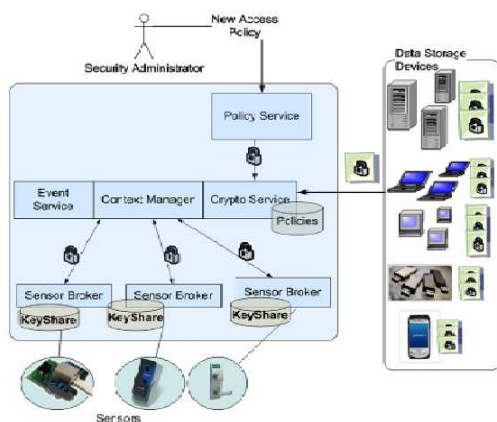 New Access
Policy
Security Administrator
Data Storage
Devices
Policy Service
Event
Service
Context Manager
Crypto Service
Policies
Sensor Broker
Sensor Broker
Sensor Broker
KeyShare
KeyShare
KeyShare
Sensors